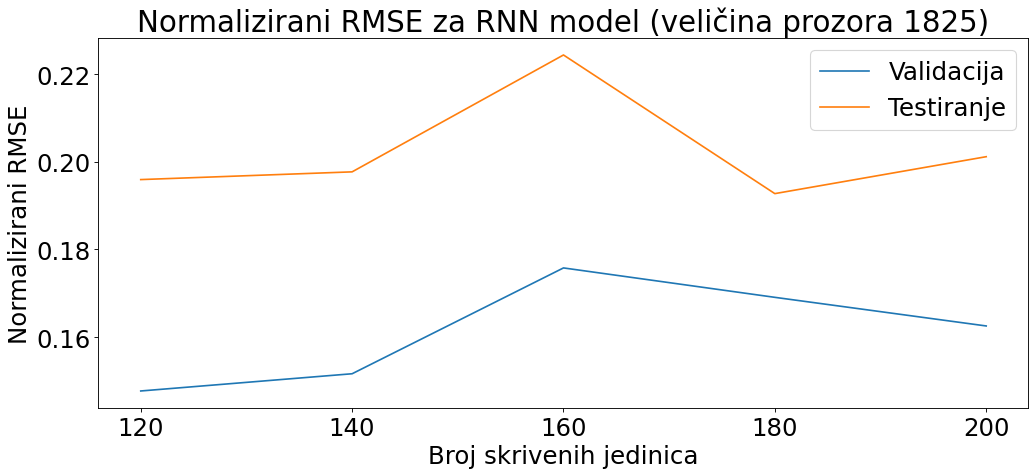 Normalizirani RMSE za RNN model (veličina prozora 1825)
Validacija
Testiranje
Normalizirani RMSE
0.22
0.20
0.18
0.16
120 140 160 180 200
Broj skrivenih jedinica